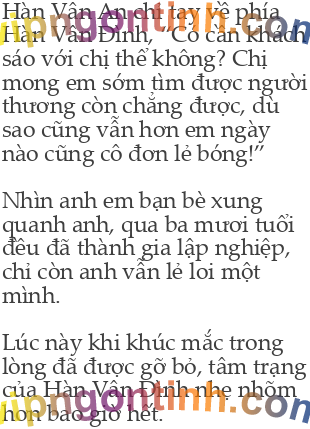 Hàn Vân An chỉ tay về phía
Hàn Vân Đình, “Có cần khách
sáo với chị thế không? Chị
mong em sớm tìm được người
thương còn chẳng được, dù
sao cũng vẫn hơn em ngày
nào cũng cô đơn lẻ bóng!”
Nhìn anh em bạn bè xung
quanh anh, qua ba mươi tuổi
đều đã thành gia lập nghiệp,
chỉ còn anh vẫn lẻ loi một
mình.
Lúc này khi khúc mắc trong
lòng đã được gỡ bỏ, tâm trạng
của Hàn Vân Đình nhẹ nhõm
hơn bao giờ hết.
vipngontinh.com
vipngontinh.com